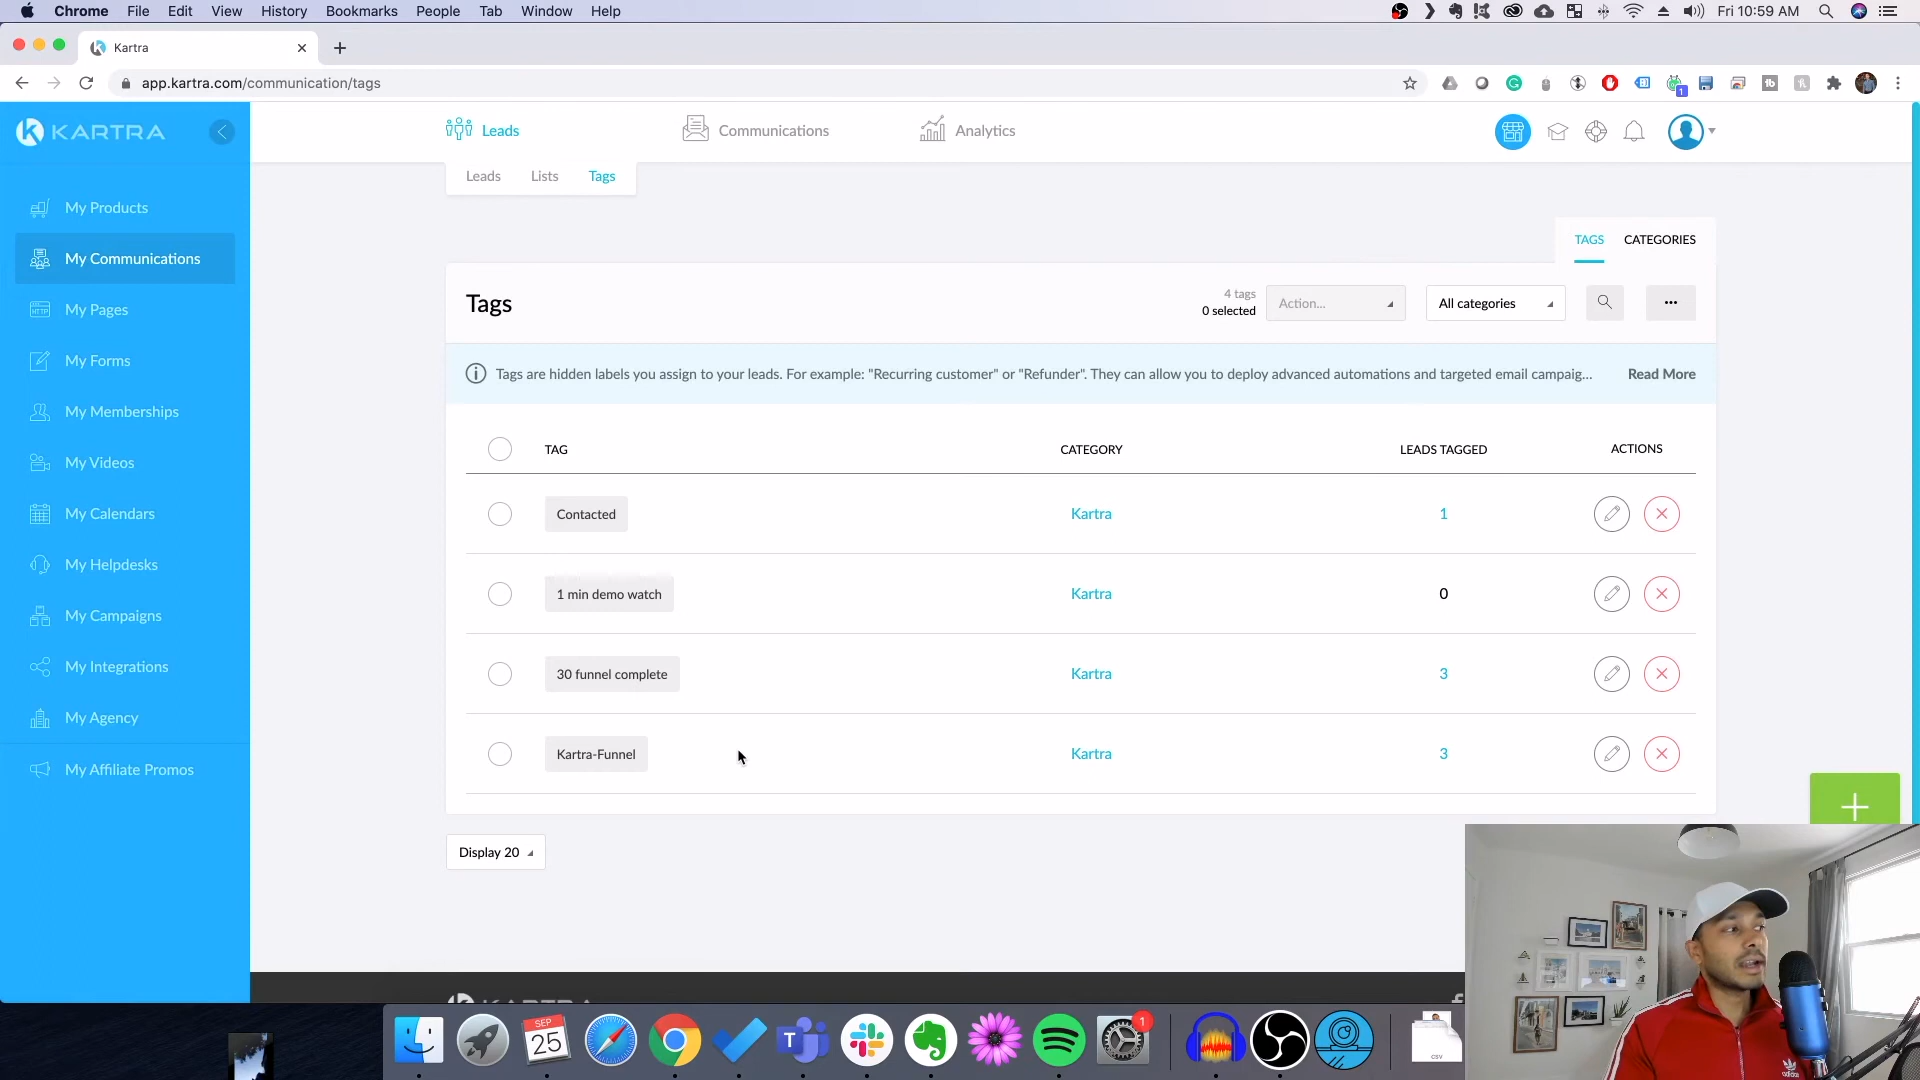 Chrome File Edit View History Bookmarks People Tab Window Help Fri 10:59 AM
Kartra
app.kartra.com/communication/tags
1
KARTRA
Leads Communications Analytics
Leads Lists Tags
My Products
My Communications
My Pages
My Forms
My Memberships
My Videos
My Calendars
My Helpdesks
My Campaigns
My Integrations
My Agency
My Affiliate Promos
TAGS CATEGORIES
Tags
4 tags
0 selected
Action...
All categories
Tags are hidden labels you assign to your leads. For example: "Recurring customer" or "Refunder". They can allow you to deploy advanced automations and targeted email campaig... Read More
TAG CATEGORY LEADS TAGGED ACTIONS
Contacted Kartra 1
1 min demo watch Kartra 0
30 funnel complete Kartra 3
Kartra-Funnel Kartra 3
Display 20
KARTRA
SEP
25
1
CSV
adidas